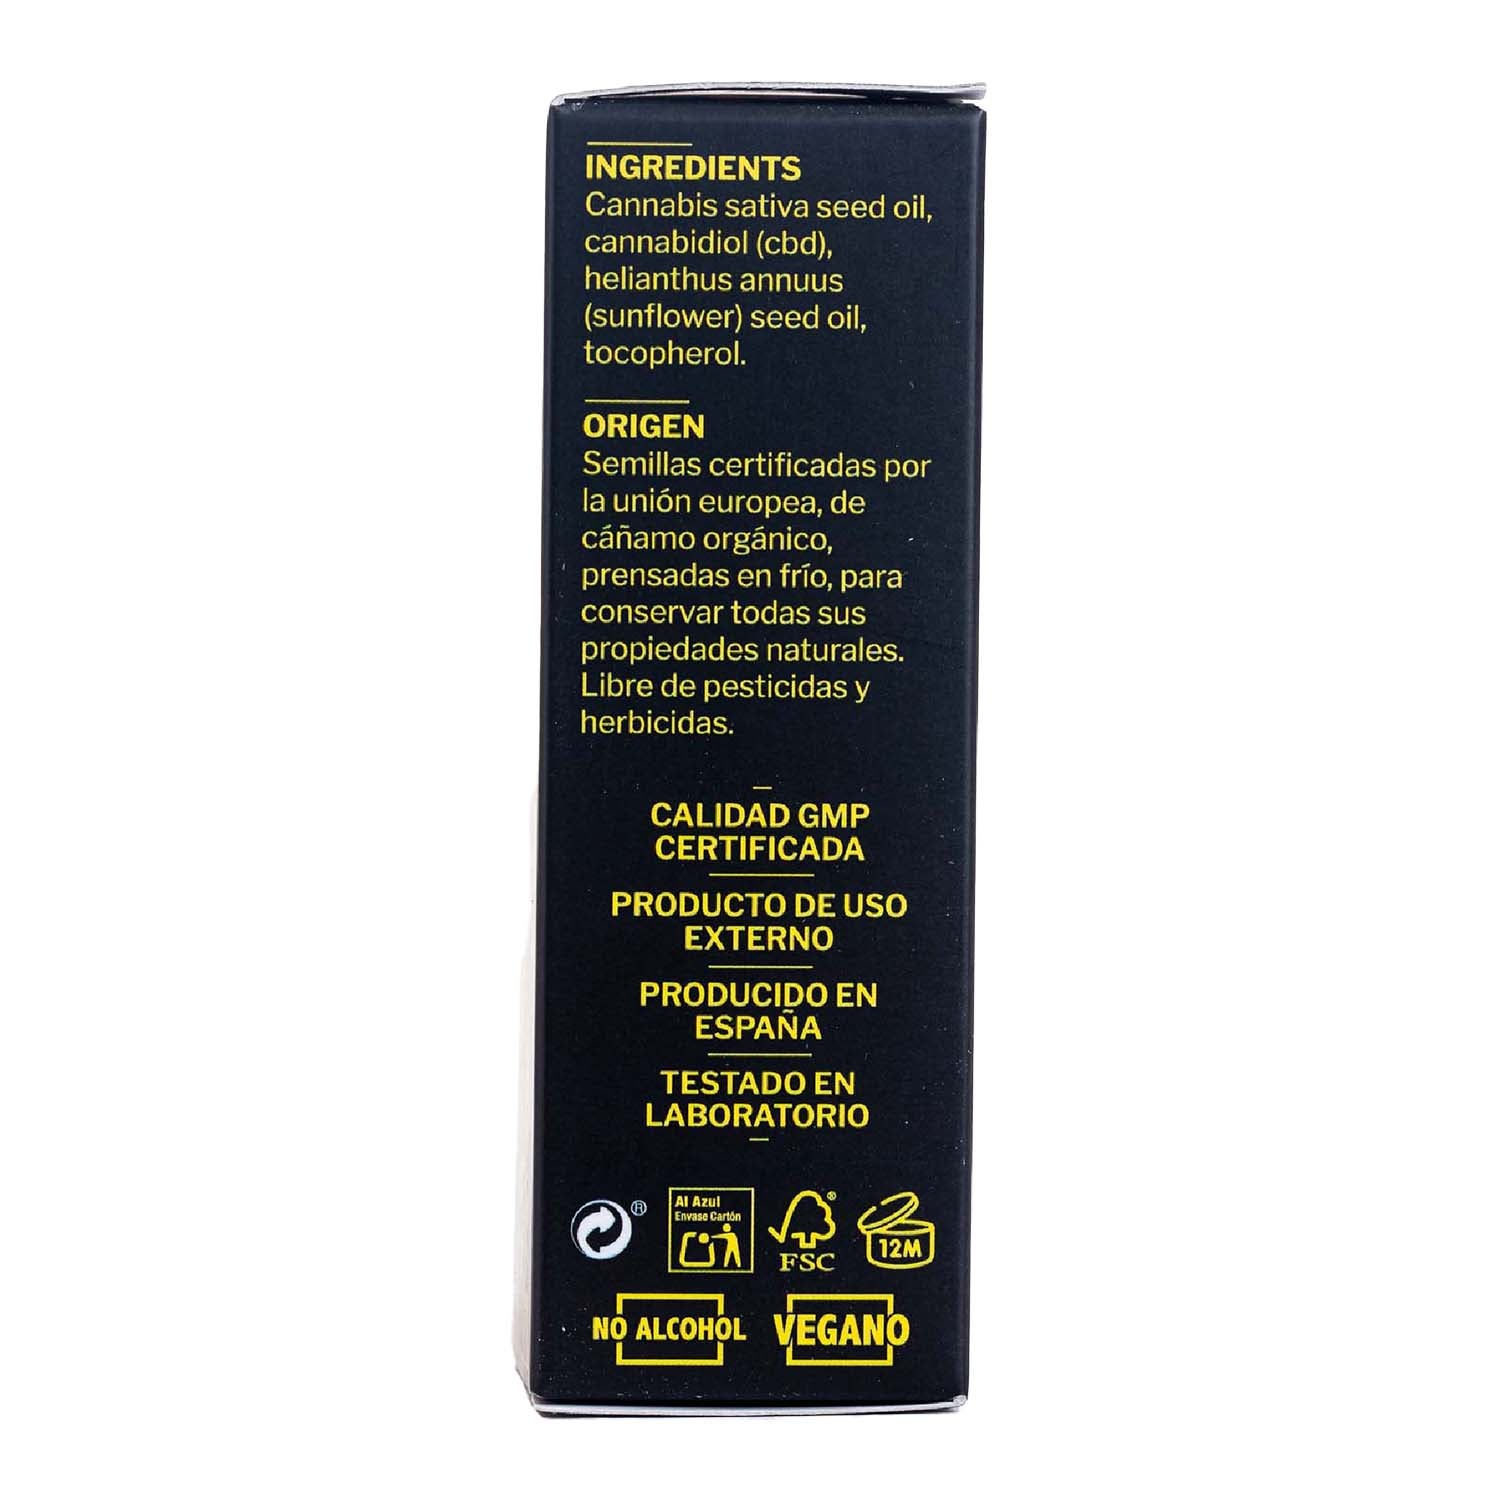 INGREDIENTS
Cannabis sativa seed oil,
cannabidiol (cbd),
helianthus annuus
(sunflower) seed oil,
tocopherol.
ORIGEN
Semillas certificadas por
la unión europea, de
cáñamo orgánico,
prensadas en frío, para
conservar todas sus
propiedades naturales.
Libre de pesticidas y
herbicidas.
CALIDAD GMP
CERTIFICADA
PRODUCTO DE USO
EXTERNO
PRODUCIDO EN
ESPAÑA
TESTADO EN
LABORATORIO
®
Al Azul
Envase Cartón
®
FSC
12M
NO ALCOHOL
VEGANO